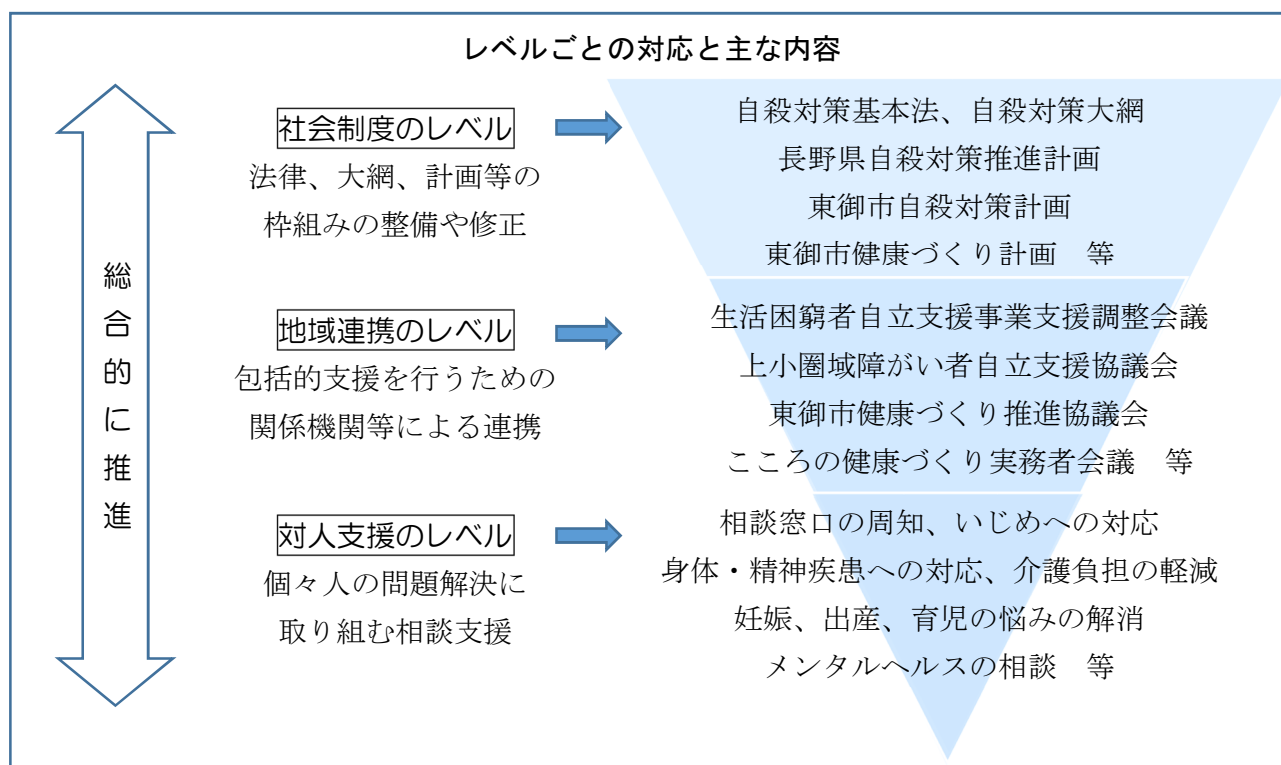 レベルごとの対応と主な内容
総合的に推進
社会制度のレベル
法律、大綱、計画等の
枠組みの整備や修正
自殺対策基本法、自殺対策大綱
長野県自殺対策推進計画
東御市自殺対策計画
東御市健康づくり計画　等
地域連携のレベル
包括的支援を行うための
関係機関等による連携
生活困窮者自立支援事業支援調整会議
上小圏域障がい者自立支援協議会
東御市健康づくり推進協議会
こころの健康づくり実務者会議　等
対人支援のレベル
個々人の問題解決に
取り組む相談支援
相談窓口の周知、いじめへの対応
身体・精神疾患への対応、介護負担の軽減
妊娠、出産、育児の悩みの解消
メンタルヘルスの相談　等